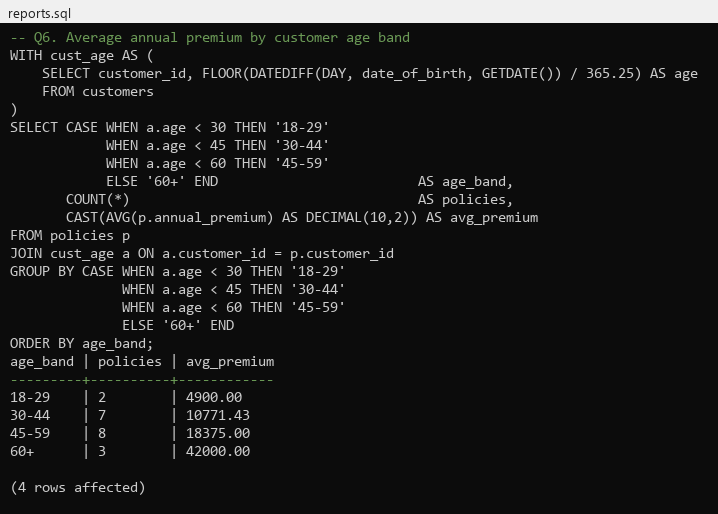 reports.sql
-- Q6. Average annual premium by customer age band
WITH cust_age AS (
    SELECT customer_id, FLOOR(DATEDIFF(DAY, date_of_birth, GETDATE()) / 365.25) AS age
    FROM customers
)
SELECT CASE WHEN a.age < 30 THEN '18-29'
            WHEN a.age < 45 THEN '30-44'
            WHEN a.age < 60 THEN '45-59'
            ELSE '60+' END                         AS age_band,
       COUNT(*)                                    AS policies,
       CAST(AVG(p.annual_premium) AS DECIMAL(10,2)) AS avg_premium
FROM policies p
JOIN cust_age a ON a.customer_id = p.customer_id
GROUP BY CASE WHEN a.age < 30 THEN '18-29'
              WHEN a.age < 45 THEN '30-44'
              WHEN a.age < 60 THEN '45-59'
              ELSE '60+' END
ORDER BY age_band;
age_band | policies | avg_premium
---------+----------+------------
18-29    | 2        | 4900.00
30-44    | 7        | 10771.43
45-59    | 8        | 18375.00
60+      | 3        | 42000.00
(4 rows affected)